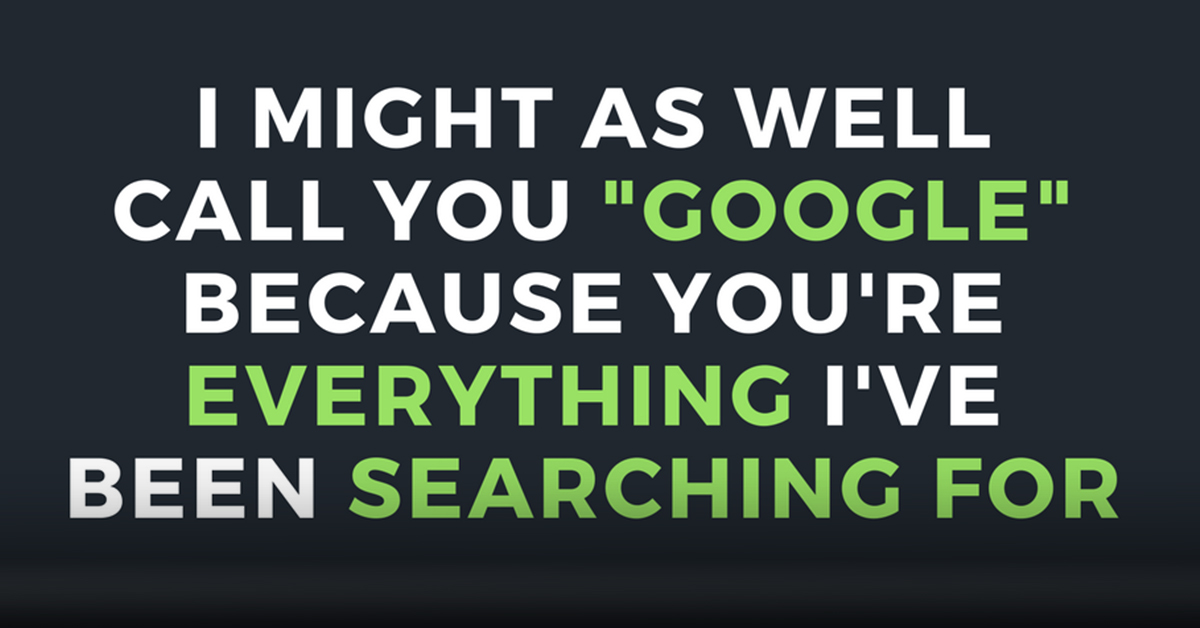 I MIGHT AS WELL
CALL YOU "GOOGLE"
BECAUSE YOU'RE
EVERYTHING I'VE
BEEN SEARCHING FOR